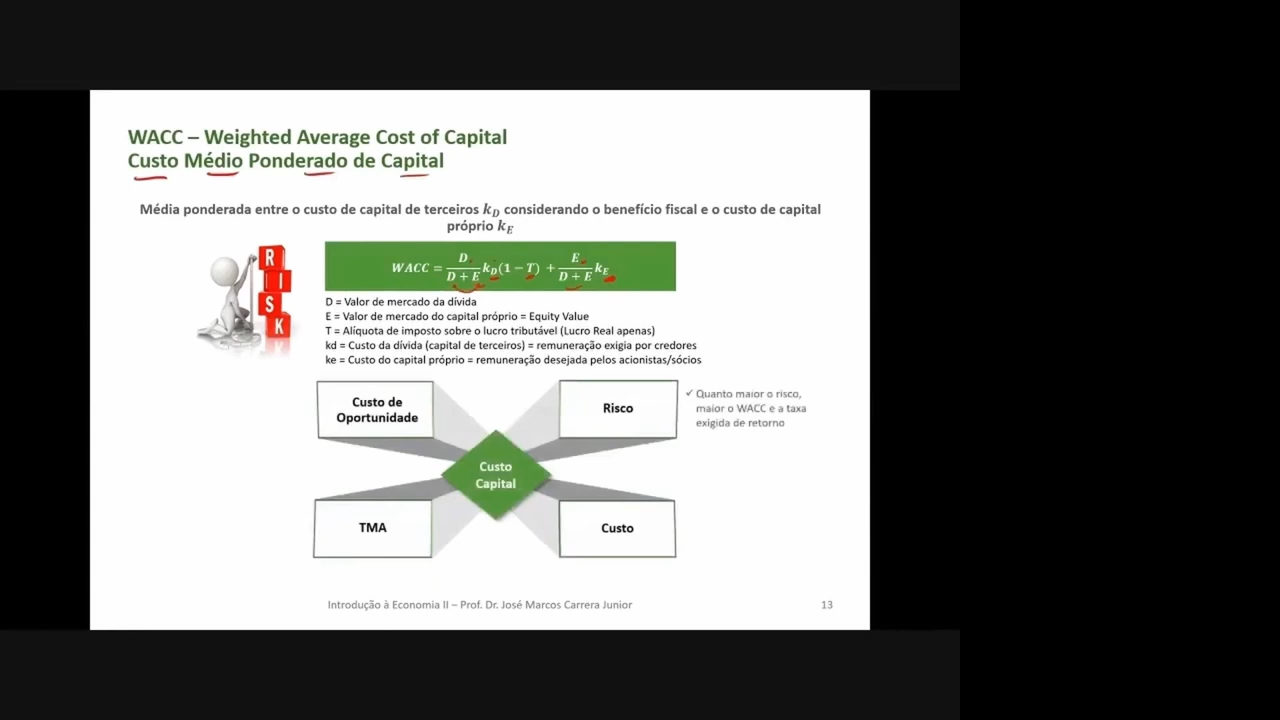 WACC – Weighted Average Cost of Capital
Custo Médio Ponderado de Capital
Média ponderada entre o custo de capital de terceiros k_D considerando o benefício fiscal e o custo de capital
próprio k_E
R
I
S
K
WACC = D/(D + E) k_D(1 − T) + E/(D + E) k_E
D = Valor de mercado da dívida
E = Valor de mercado do capital próprio = Equity Value
T = Alíquota de imposto sobre o lucro tributável (Lucro Real apenas)
kd = Custo da dívida (capital de terceiros) = remuneração exigia por credores
ke = Custo do capital próprio = remuneração desejada pelos acionistas/sócios
Custo de
Oportunidade
Risco
✓ Quanto maior o risco,
maior o WACC e a taxa
exigida de retorno
Custo
Capital
TMA
Custo
Introdução à Economia II – Prof. Dr. José Marcos Carrera Junior
13